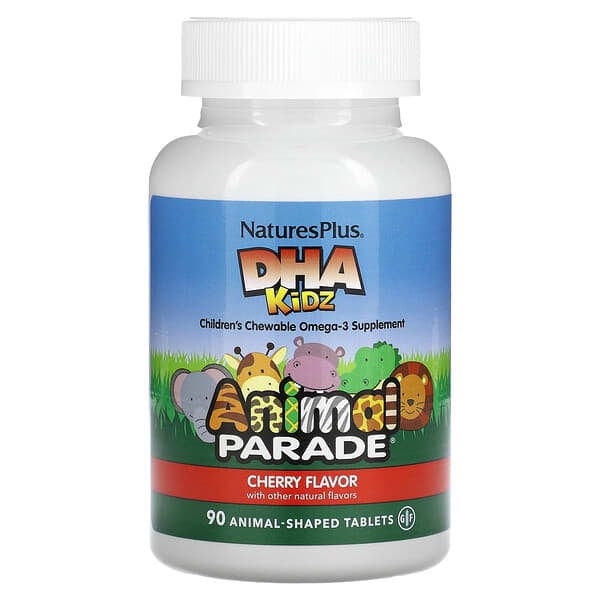 NaturesPlus®
DHA
KiDZ
Children's Chewable Omega-3 Supplement
Animal
PARADE®
CHERRY FLAVOR
with other natural flavors
90 ANIMAL-SHAPED TABLETS GF